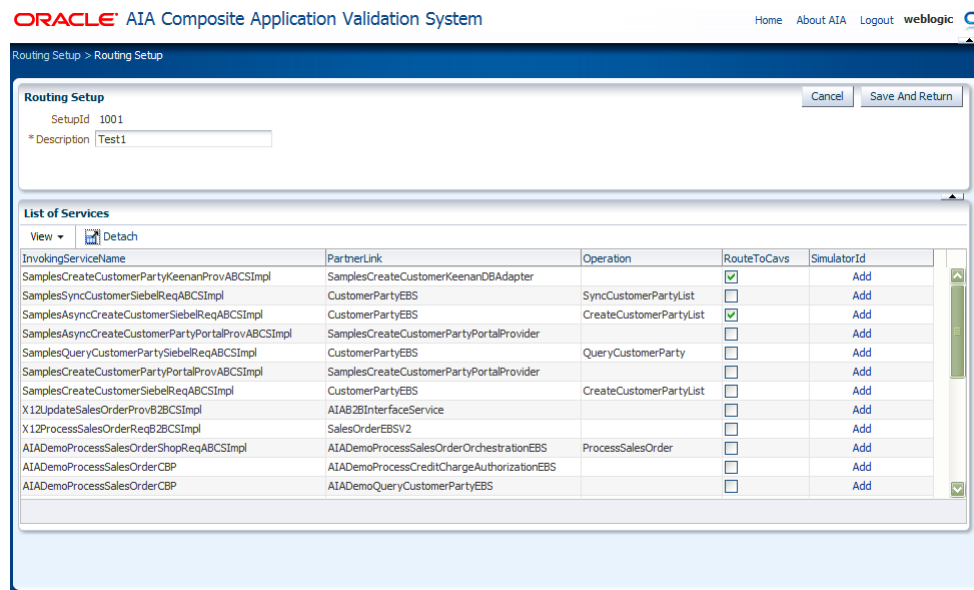 ORACLE AIA Composite Application Validation System
Home About AIA Logout weblogic
Routing Setup > Routing Setup
Routing Setup
Cancel Save And Return
SetupId 1001
* Description Test1
List of Services
View Detach
InvokingServiceName PartnerLink Operation RouteToCavs SimulatorId
SamplesCreateCustomerPartyKeenanProvABCSImpl SamplesCreateCustomerKeenanDBAdapter Add
SamplesSyncCustomerSiebelReqABCSImpl CustomerPartyEBS SyncCustomerPartyList Add
SamplesAsyncCreateCustomerSiebelReqABCSImpl CustomerPartyEBS CreateCustomerPartyList Add
SamplesAsyncCreateCustomerPartyPortalProvABCSImpl SamplesCreateCustomerPartyPortalProvider Add
SamplesQueryCustomerPartySiebelReqABCSImpl CustomerPartyEBS QueryCustomerParty Add
SamplesCreateCustomerPartyPortalProvABCSImpl SamplesCreateCustomerPartyPortalProvider Add
SamplesCreateCustomerSiebelReqABCSImpl CustomerPartyEBS CreateCustomerPartyList Add
X12UpdateSalesOrderProvB2BCSImpl AIAB2BInterfaceService Add
X12ProcessSalesOrderReqB2BCSImpl SalesOrderEBSV2 Add
AIADemoProcessSalesOrderShopReqABCSImpl AIADemoProcessSalesOrderOrchestrationEBS ProcessSalesOrder Add
AIADemoProcessSalesOrderCBP AIADemoProcessCreditChargeAuthorizationEBS Add
AIADemoProcessSalesOrderCBP AIADemoQueryCustomerPartyEBS Add